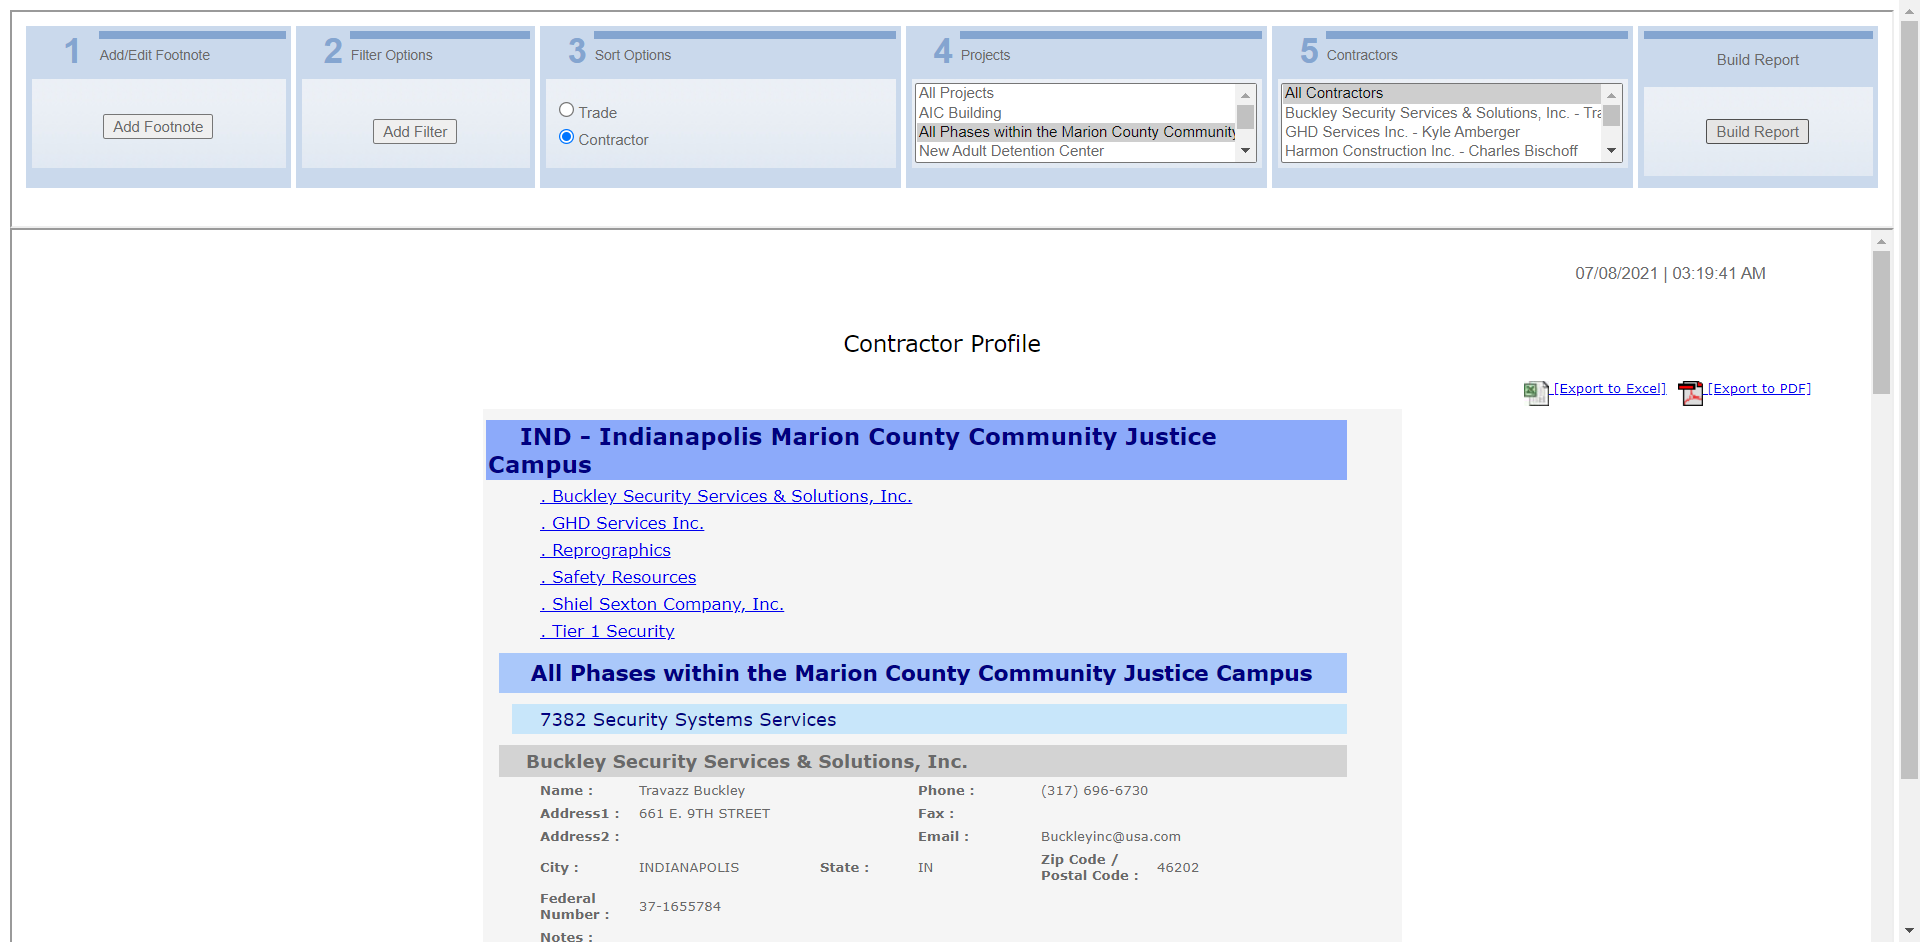 1 Add/Edit Footnote
Add Footnote
2 Filter Options
Add Filter
3 Sort Options
Trade
Contractor
4 Projects
All Projects
AIC Building
All Phases within the Marion County Community
New Adult Detention Center
5 Contractors
All Contractors
Buckley Security Services & Solutions, Inc. - Tra
GHD Services Inc. - Kyle Amberger
Harmon Construction Inc. - Charles Bischoff
Build Report
Build Report
07/08/2021 | 03:19:41 AM
Contractor Profile
[Export to Excel] [Export to PDF]
IND - Indianapolis Marion County Community Justice
Campus
. Buckley Security Services & Solutions, Inc.
. GHD Services Inc.
. Reprographics
. Safety Resources
. Shiel Sexton Company, Inc.
. Tier 1 Security
All Phases within the Marion County Community Justice Campus
7382 Security Systems Services
Buckley Security Services & Solutions, Inc.
Name : Travazz Buckley Phone : (317) 696-6730
Address1 : 661 E. 9TH STREET Fax :
Address2 : Email : Buckleyinc@usa.com
City : INDIANAPOLIS State : IN Zip Code / Postal Code : 46202
Federal Number : 37-1655784
Notes :